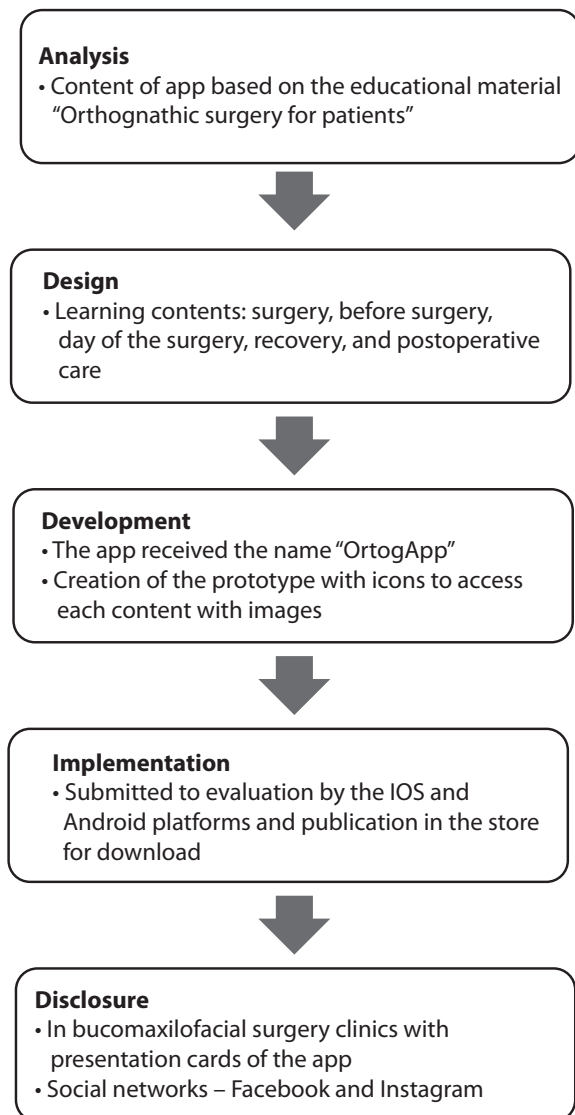 Analysis
• Content of app based on the educational material
“Orthognathic surgery for patients”
Design
• Learning contents: surgery, before surgery,
day of the surgery, recovery, and postoperative
care
Development
• The app received the name “OrtogApp”
• Creation of the prototype with icons to access
each content with images
Implementation
• Submitted to evaluation by the IOS and
Android platforms and publication in the store
for download
Disclosure
• In bucomaxilofacial surgery clinics with
presentation cards of the app
• Social networks – Facebook and Instagram